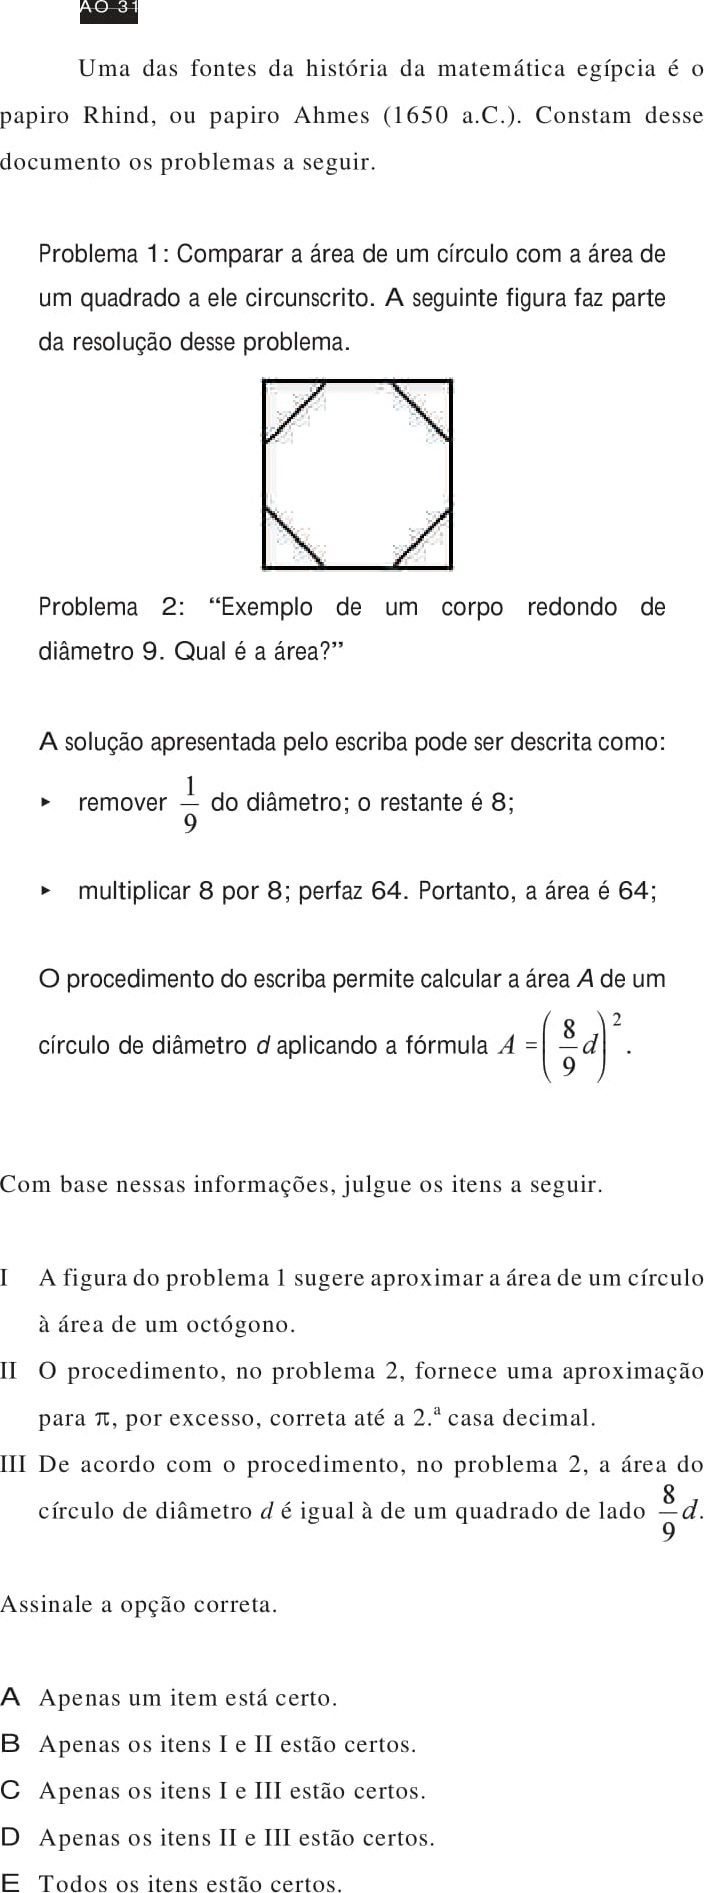 AO 31
Uma das fontes da história da matemática egípcia é o
papiro Rhind, ou papiro Ahmes (1650 a.C.). Constam desse
documento os problemas a seguir.
Problema 1: Comparar a área de um círculo com a área de
um quadrado a ele circunscrito. A seguinte figura faz parte
da resolução desse problema.
Problema 2: “Exemplo de um corpo redondo de
diâmetro 9. Qual é a área?”
A solução apresentada pelo escriba pode ser descrita como:
▸ remover 1/9 do diâmetro; o restante é 8;
▸ multiplicar 8 por 8; perfaz 64. Portanto, a área é 64;
O procedimento do escriba permite calcular a área A de um
círculo de diâmetro d aplicando a fórmula A = (8/9 d)².
Com base nessas informações, julgue os itens a seguir.
I A figura do problema 1 sugere aproximar a área de um círculo
à área de um octógono.
II O procedimento, no problema 2, fornece uma aproximação
para π, por excesso, correta até a 2.ª casa decimal.
III De acordo com o procedimento, no problema 2, a área do
círculo de diâmetro d é igual à de um quadrado de lado 8/9 d.
Assinale a opção correta.
A Apenas um item está certo.
B Apenas os itens I e II estão certos.
C Apenas os itens I e III estão certos.
D Apenas os itens II e III estão certos.
E Todos os itens estão certos.